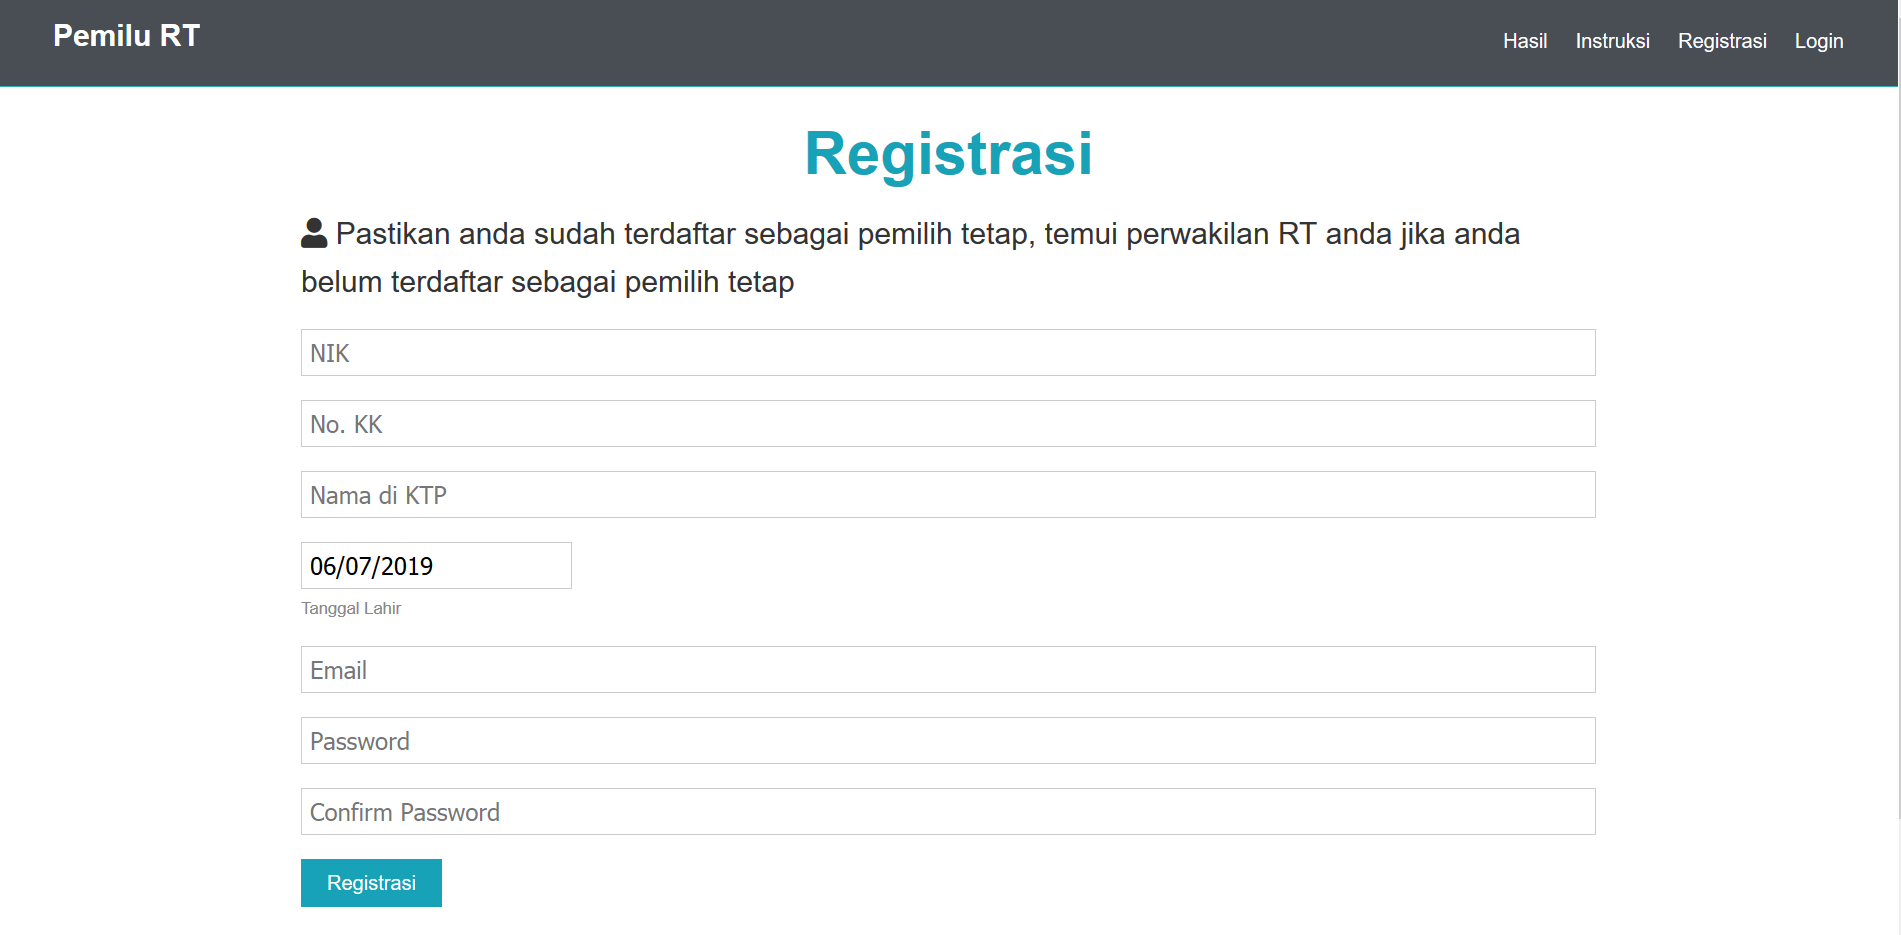 Pemilu RT
Hasil Instruksi Registrasi Login
Registrasi
Pastikan anda sudah terdaftar sebagai pemilih tetap, temui perwakilan RT anda jika anda
belum terdaftar sebagai pemilih tetap
NIK
No. KK
Nama di KTP
06/07/2019
Tanggal Lahir
Email
Password
Confirm Password
Registrasi